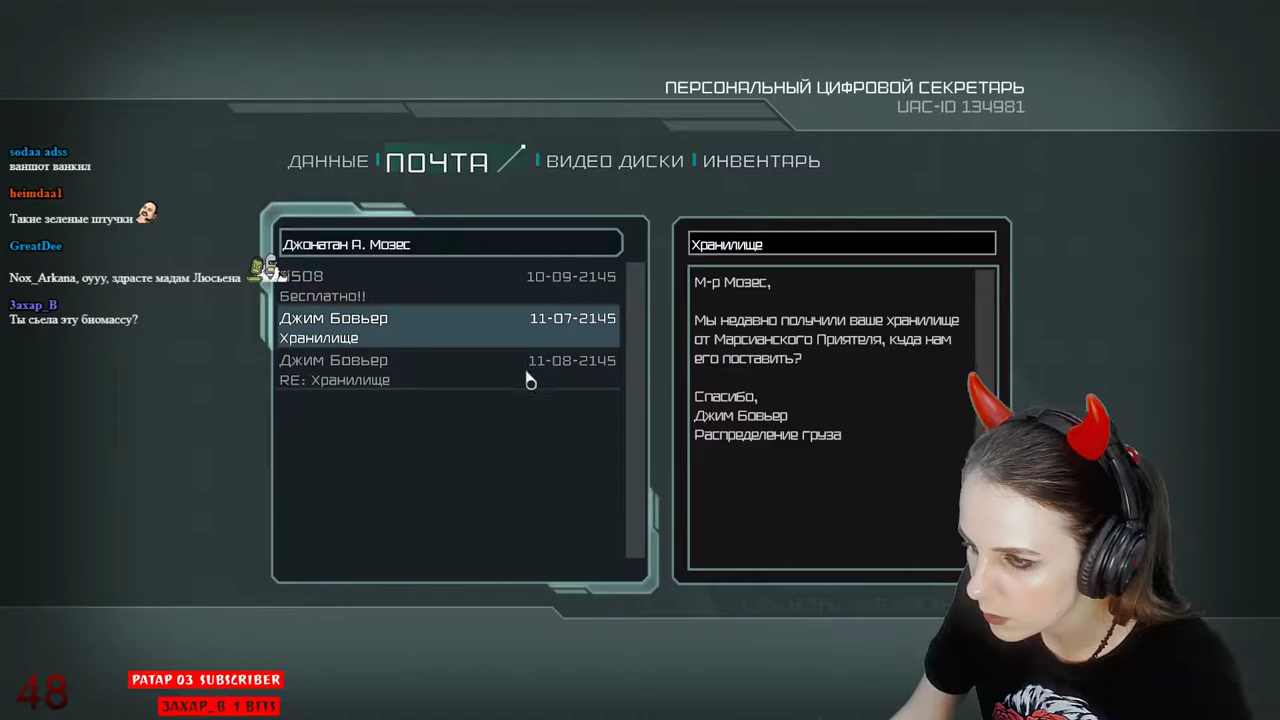 ПЕРСОНАЛЬНЫЙ ЦИФРОВОЙ СЕКРЕТАРЬ
UAC-ID 134981
ДАННЫЕ ПОЧТА ВИДЕО ДИСКИ ИНВЕНТАРЬ
sodaa adss
ваншот ванкил
heimdaa1
Такие зеленые штучки
GreatDee
Nox_Arkana, оууу, здрасте мадам Люсьена
3axap_B
Ты сьела эту биомассу?
Джонатан А. Мозес
10-09-2145
Бесплатно!!
Джим Бовьер 11-07-2145
Хранилище
Джим Бовьер 11-08-2145
RE: Хранилище
Хранилище
М-р Мозес,
Мы недавно получили ваше хранилище
от Марсианского Приятеля, куда нам
его поставить?
Спасибо,
Джим Бовьер
Распределение груза
48
PATAP 03 SUBSCRIBER
3AXAP_B 1 BITS